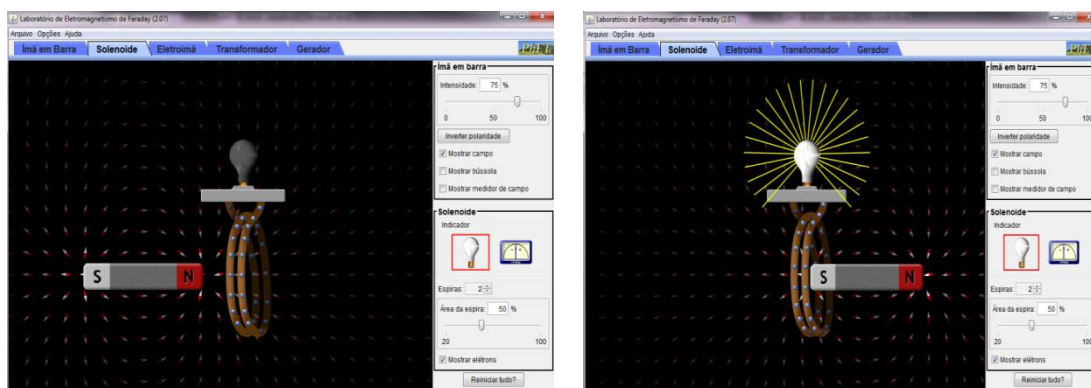 Laboratório de Eletromagnetismo de Faraday (2.07)
Arquivo Opções Ajuda
Ímã em Barra Solenoide Eletroímã Transformador Gerador
PhET
Ímã em barra
Intensidade: 75 %
0 50 100
Inverter polaridade
Mostrar campo
Mostrar bússola
Mostrar medidor de campo
Solenoide
Indicador
Espiras: 2
Área da espira: 50 %
20 100
Mostrar elétrons
Reiniciar tudo?
S N
Laboratório de Eletromagnetismo de Faraday (2.07)
Arquivo Opções Ajuda
Ímã em Barra Solenoide Eletroímã Transformador Gerador
PhET
Ímã em barra
Intensidade: 75 %
0 50 100
Inverter polaridade
Mostrar campo
Mostrar bússola
Mostrar medidor de campo
Solenoide
Indicador
Espiras: 2
Área da espira: 50 %
20 100
Mostrar elétrons
Reiniciar tudo?
S N